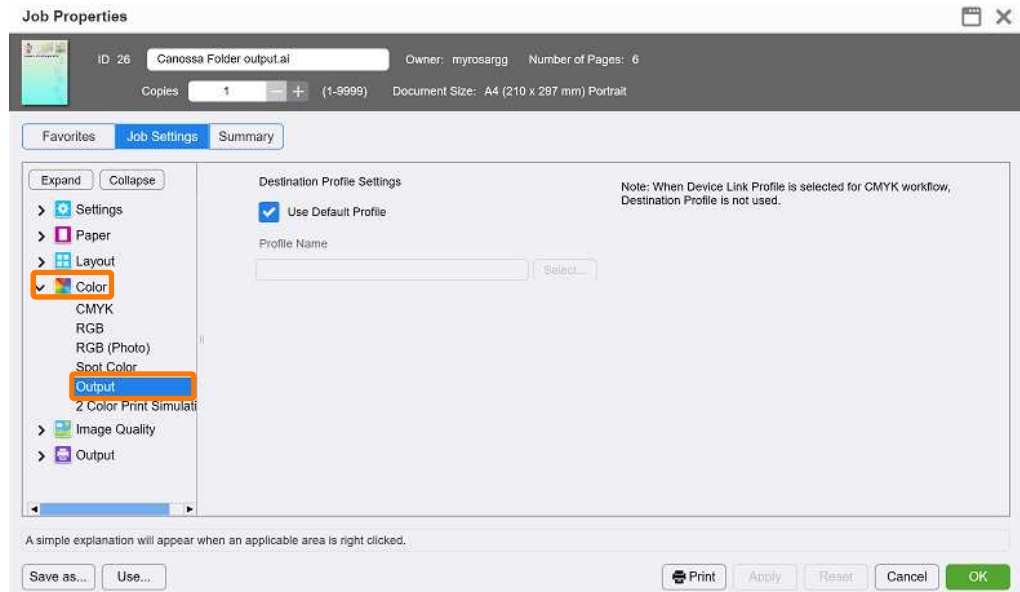 Job Properties
ID 26 Canossa Folder output.ai Owner: myrosargg Number of Pages: 6
Copies 1 − + (1-9999) Document Size: A4 (210 x 297 mm) Portrait
Favorites Job Settings Summary
Expand Collapse
Settings
Paper
Layout
Color
CMYK
RGB
RGB (Photo)
Spot Color
Output
2 Color Print Simulati
Image Quality
Output
Destination Profile Settings
Use Default Profile
Profile Name
Select...
Note: When Device Link Profile is selected for CMYK workflow,
Destination Profile is not used.
A simple explanation will appear when an applicable area is right clicked.
Save as... Use... Print Apply Reset Cancel OK